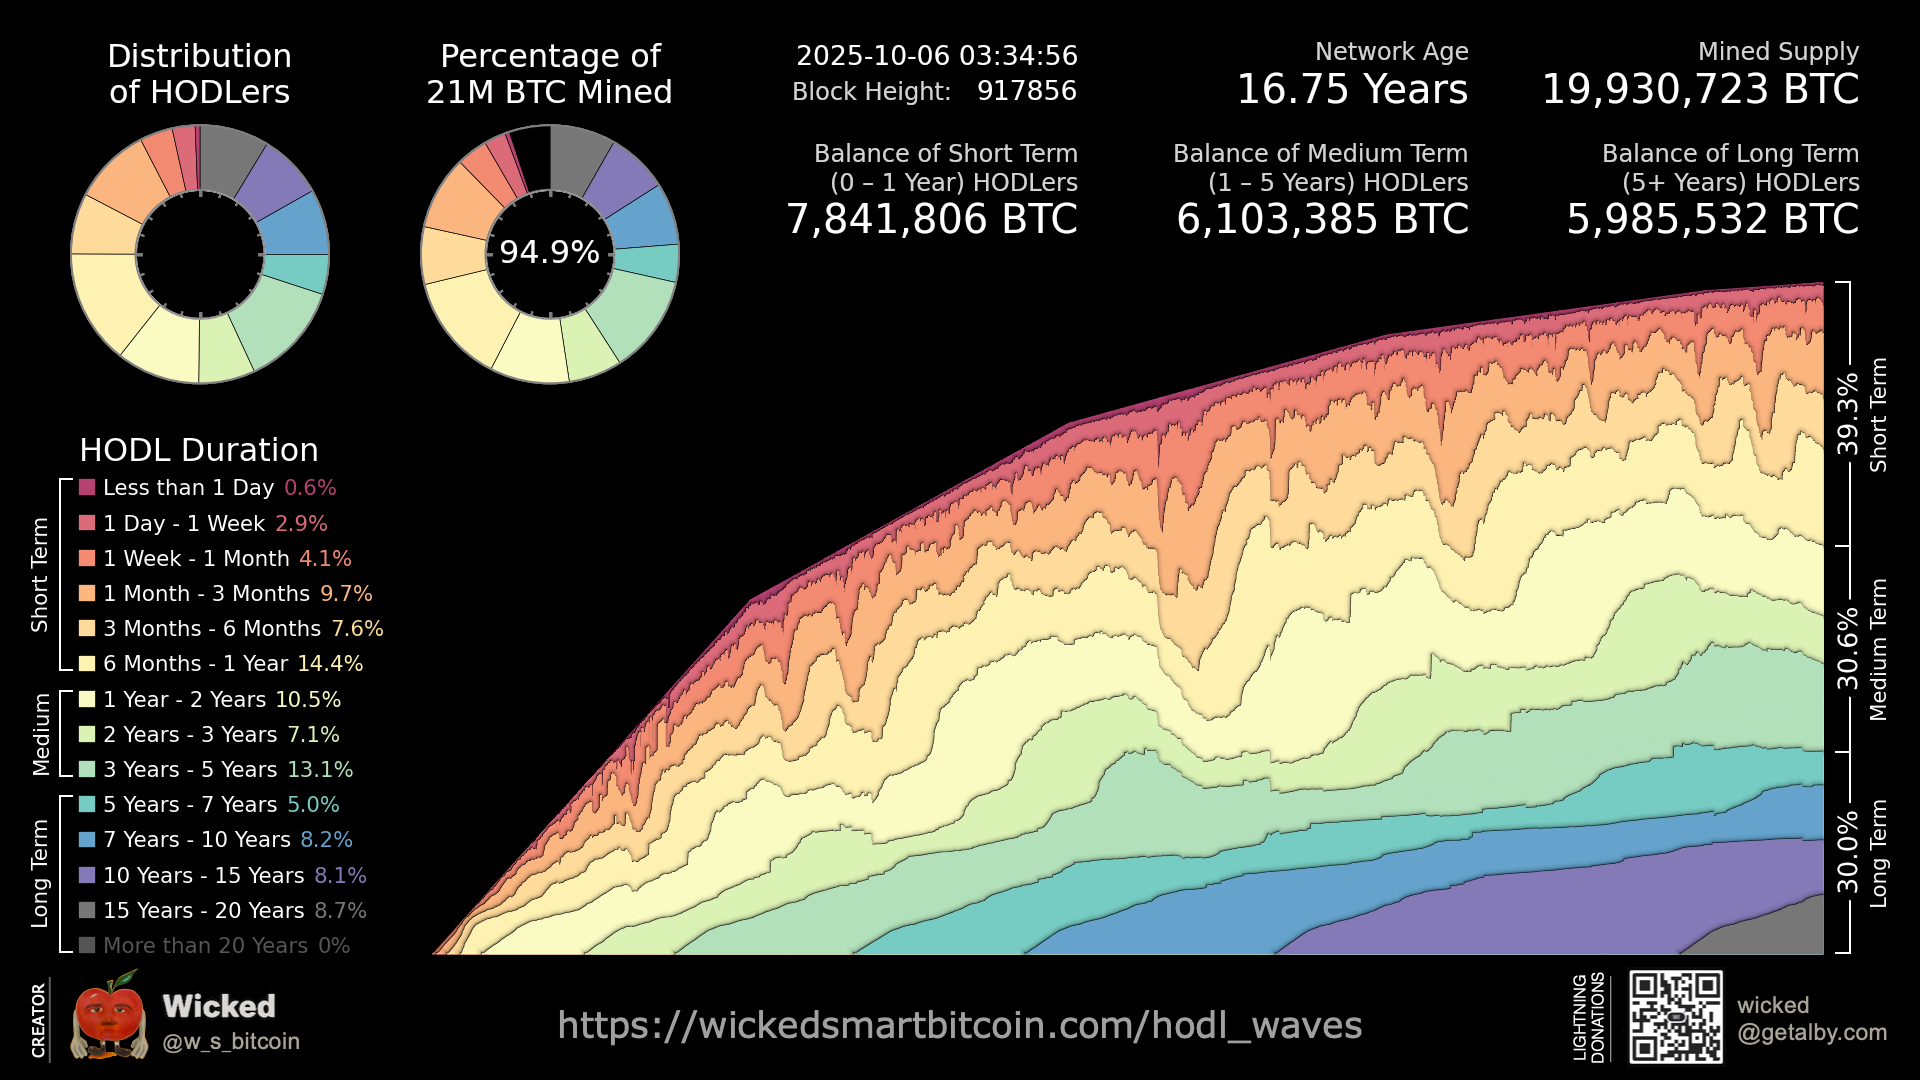 Distribution
of HODLers
Percentage of
21M BTC Mined
94.9%
2025-10-06 03:34:56
Block Height: 917856
Network Age
16.75 Years
Mined Supply
19,930,723 BTC
Balance of Short Term
(0 – 1 Year) HODLers
7,841,806 BTC
Balance of Medium Term
(1 – 5 Years) HODLers
6,103,385 BTC
Balance of Long Term
(5+ Years) HODLers
5,985,532 BTC
HODL Duration
Short Term
Less than 1 Day 0.6%
1 Day - 1 Week 2.9%
1 Week - 1 Month 4.1%
1 Month - 3 Months 9.7%
3 Months - 6 Months 7.6%
6 Months - 1 Year 14.4%
Medium
1 Year - 2 Years 10.5%
2 Years - 3 Years 7.1%
3 Years - 5 Years 13.1%
Long Term
5 Years - 7 Years 5.0%
7 Years - 10 Years 8.2%
10 Years - 15 Years 8.1%
15 Years - 20 Years 8.7%
More than 20 Years 0%
39.3%
Short Term
30.6%
Medium Term
30.0%
Long Term
CREATOR
Wicked
@w_s_bitcoin
https://wickedsmartbitcoin.com/hodl_waves
LIGHTNING
DONATIONS
wicked
@getalby.com